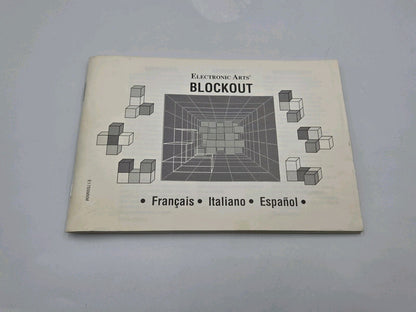 ELECTRONIC ARTS®
BLOCKOUT
• Français • Italiano • Español •